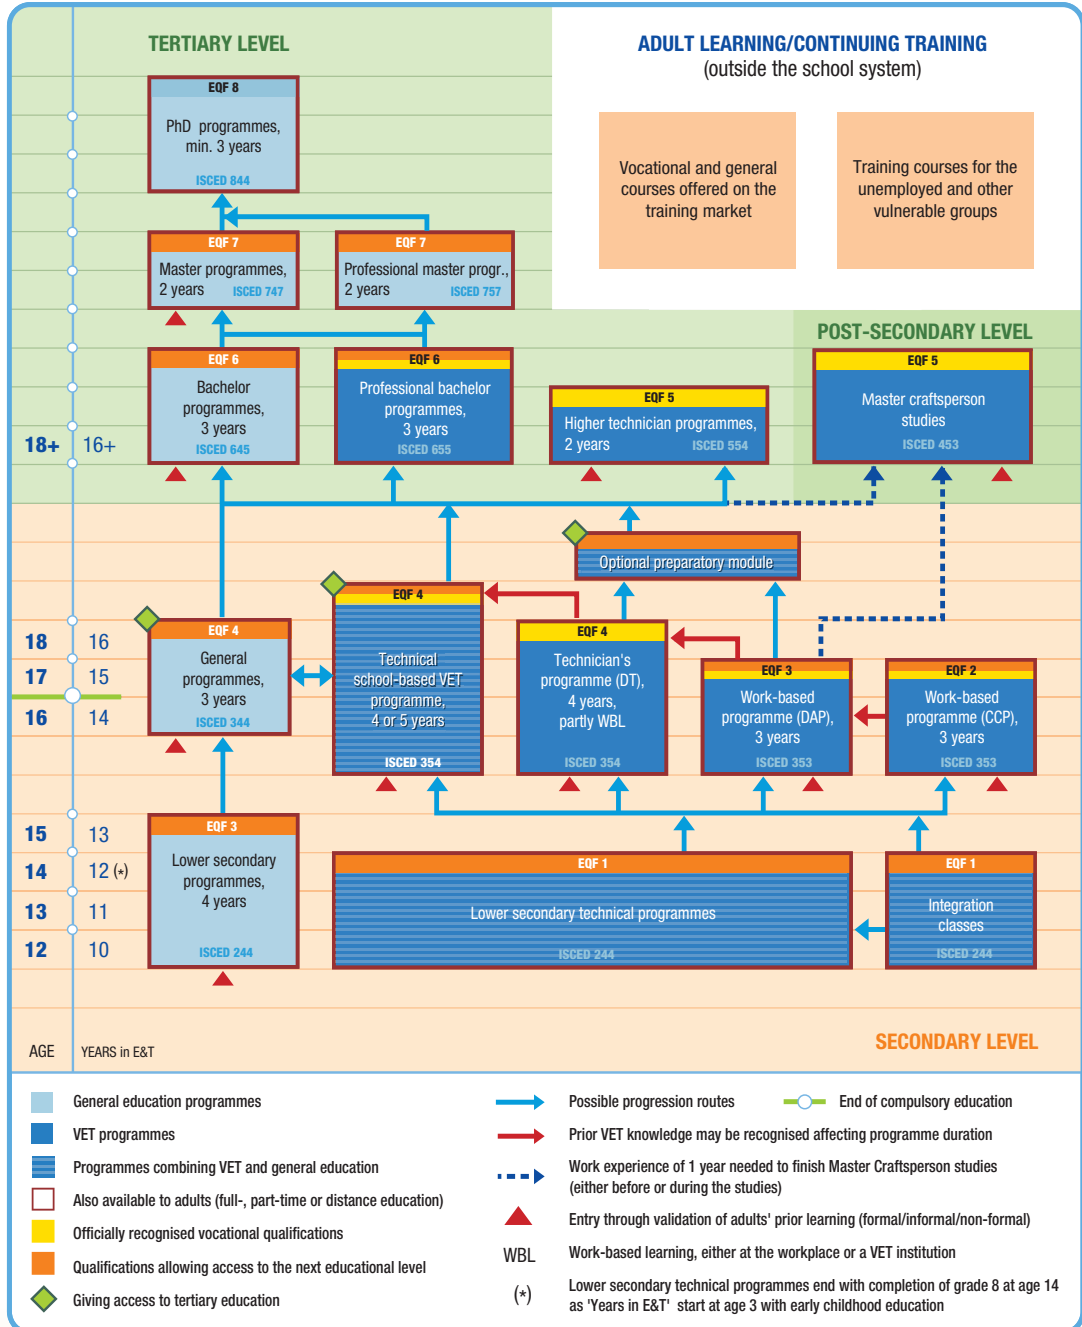 TERTIARY LEVEL
ADULT LEARNING/CONTINUING TRAINING
(outside the school system)
EQF 8
PhD programmes,
min. 3 years
ISCED 844
Vocational and general
courses offered on the
training market
Training courses for the
unemployed and other
vulnerable groups
EQF 7
Master programmes,
2 years ISCED 747
EQF 7
Professional master progr.,
2 years ISCED 757
POST-SECONDARY LEVEL
EQF 6
Bachelor
programmes,
3 years
ISCED 645
EQF 6
Professional bachelor
programmes,
3 years
ISCED 655
EQF 5
Higher technician programmes,
2 years ISCED 554
EQF 5
Master craftsperson
studies
ISCED 453
18+ 16+
Optional preparatory module
EQF 4
General
programmes,
3 years
ISCED 344
EQF 4
Technical
school-based VET
programme,
4 or 5 years
ISCED 354
EQF 4
Technician's
programme (DT),
4 years,
partly WBL
ISCED 354
EQF 3
Work-based
programme (DAP),
3 years
ISCED 353
EQF 2
Work-based
programme (CCP),
3 years
ISCED 353
18 16
17 15
16 14
15 13
14 12 (*)
13 11
12 10
EQF 3
Lower secondary
programmes,
4 years
ISCED 244
EQF 1
Lower secondary technical programmes
ISCED 244
EQF 1
Integration
classes
ISCED 244
AGE YEARS in E&T
SECONDARY LEVEL
General education programmes
VET programmes
Programmes combining VET and general education
Also available to adults (full-, part-time or distance education)
Officially recognised vocational qualifications
Qualifications allowing access to the next educational level
Giving access to tertiary education
Possible progression routes
End of compulsory education
Prior VET knowledge may be recognised affecting programme duration
Work experience of 1 year needed to finish Master Craftsperson studies
(either before or during the studies)
Entry through validation of adults' prior learning (formal/informal/non-formal)
WBL Work-based learning, either at the workplace or a VET institution
(*) Lower secondary technical programmes end with completion of grade 8 at age 14
as 'Years in E&T' start at age 3 with early childhood education